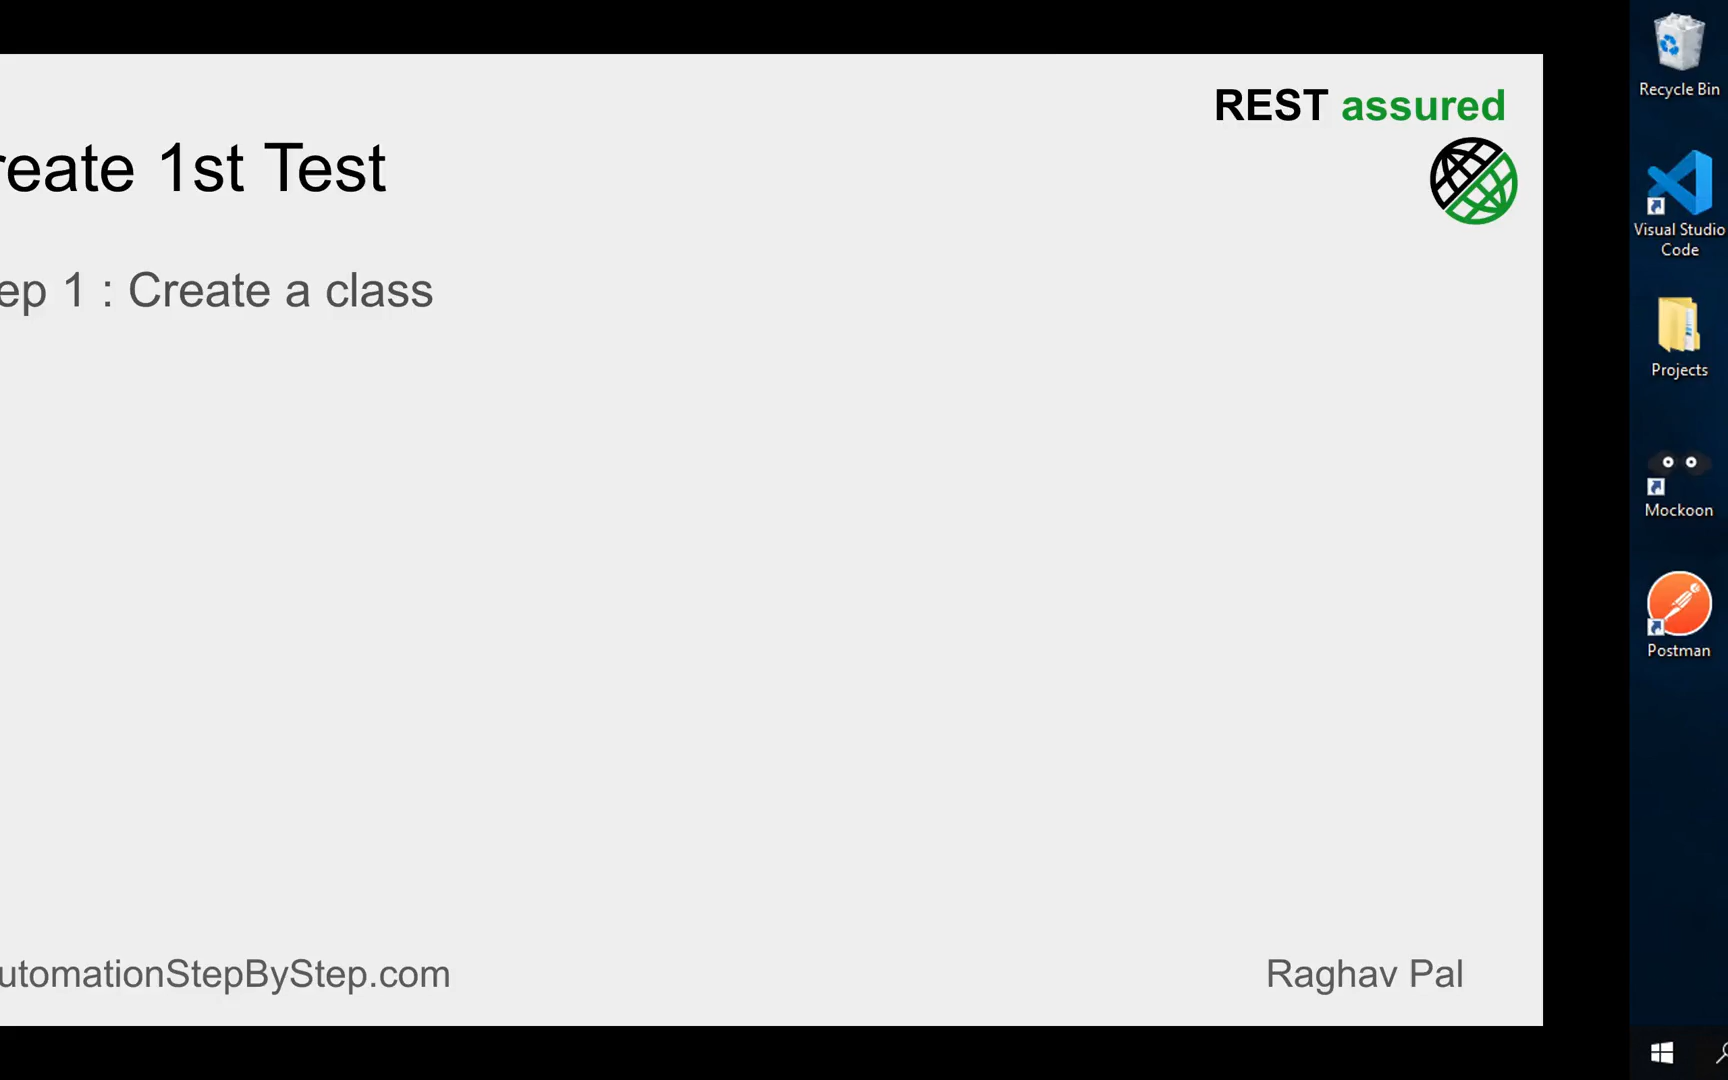 REST assured
reate 1st Test
ep 1 : Create a class
utomationStepByStep.com
Raghav Pal
Recycle Bin
Visual Studio
Code
Projects
Mockoon
Postman